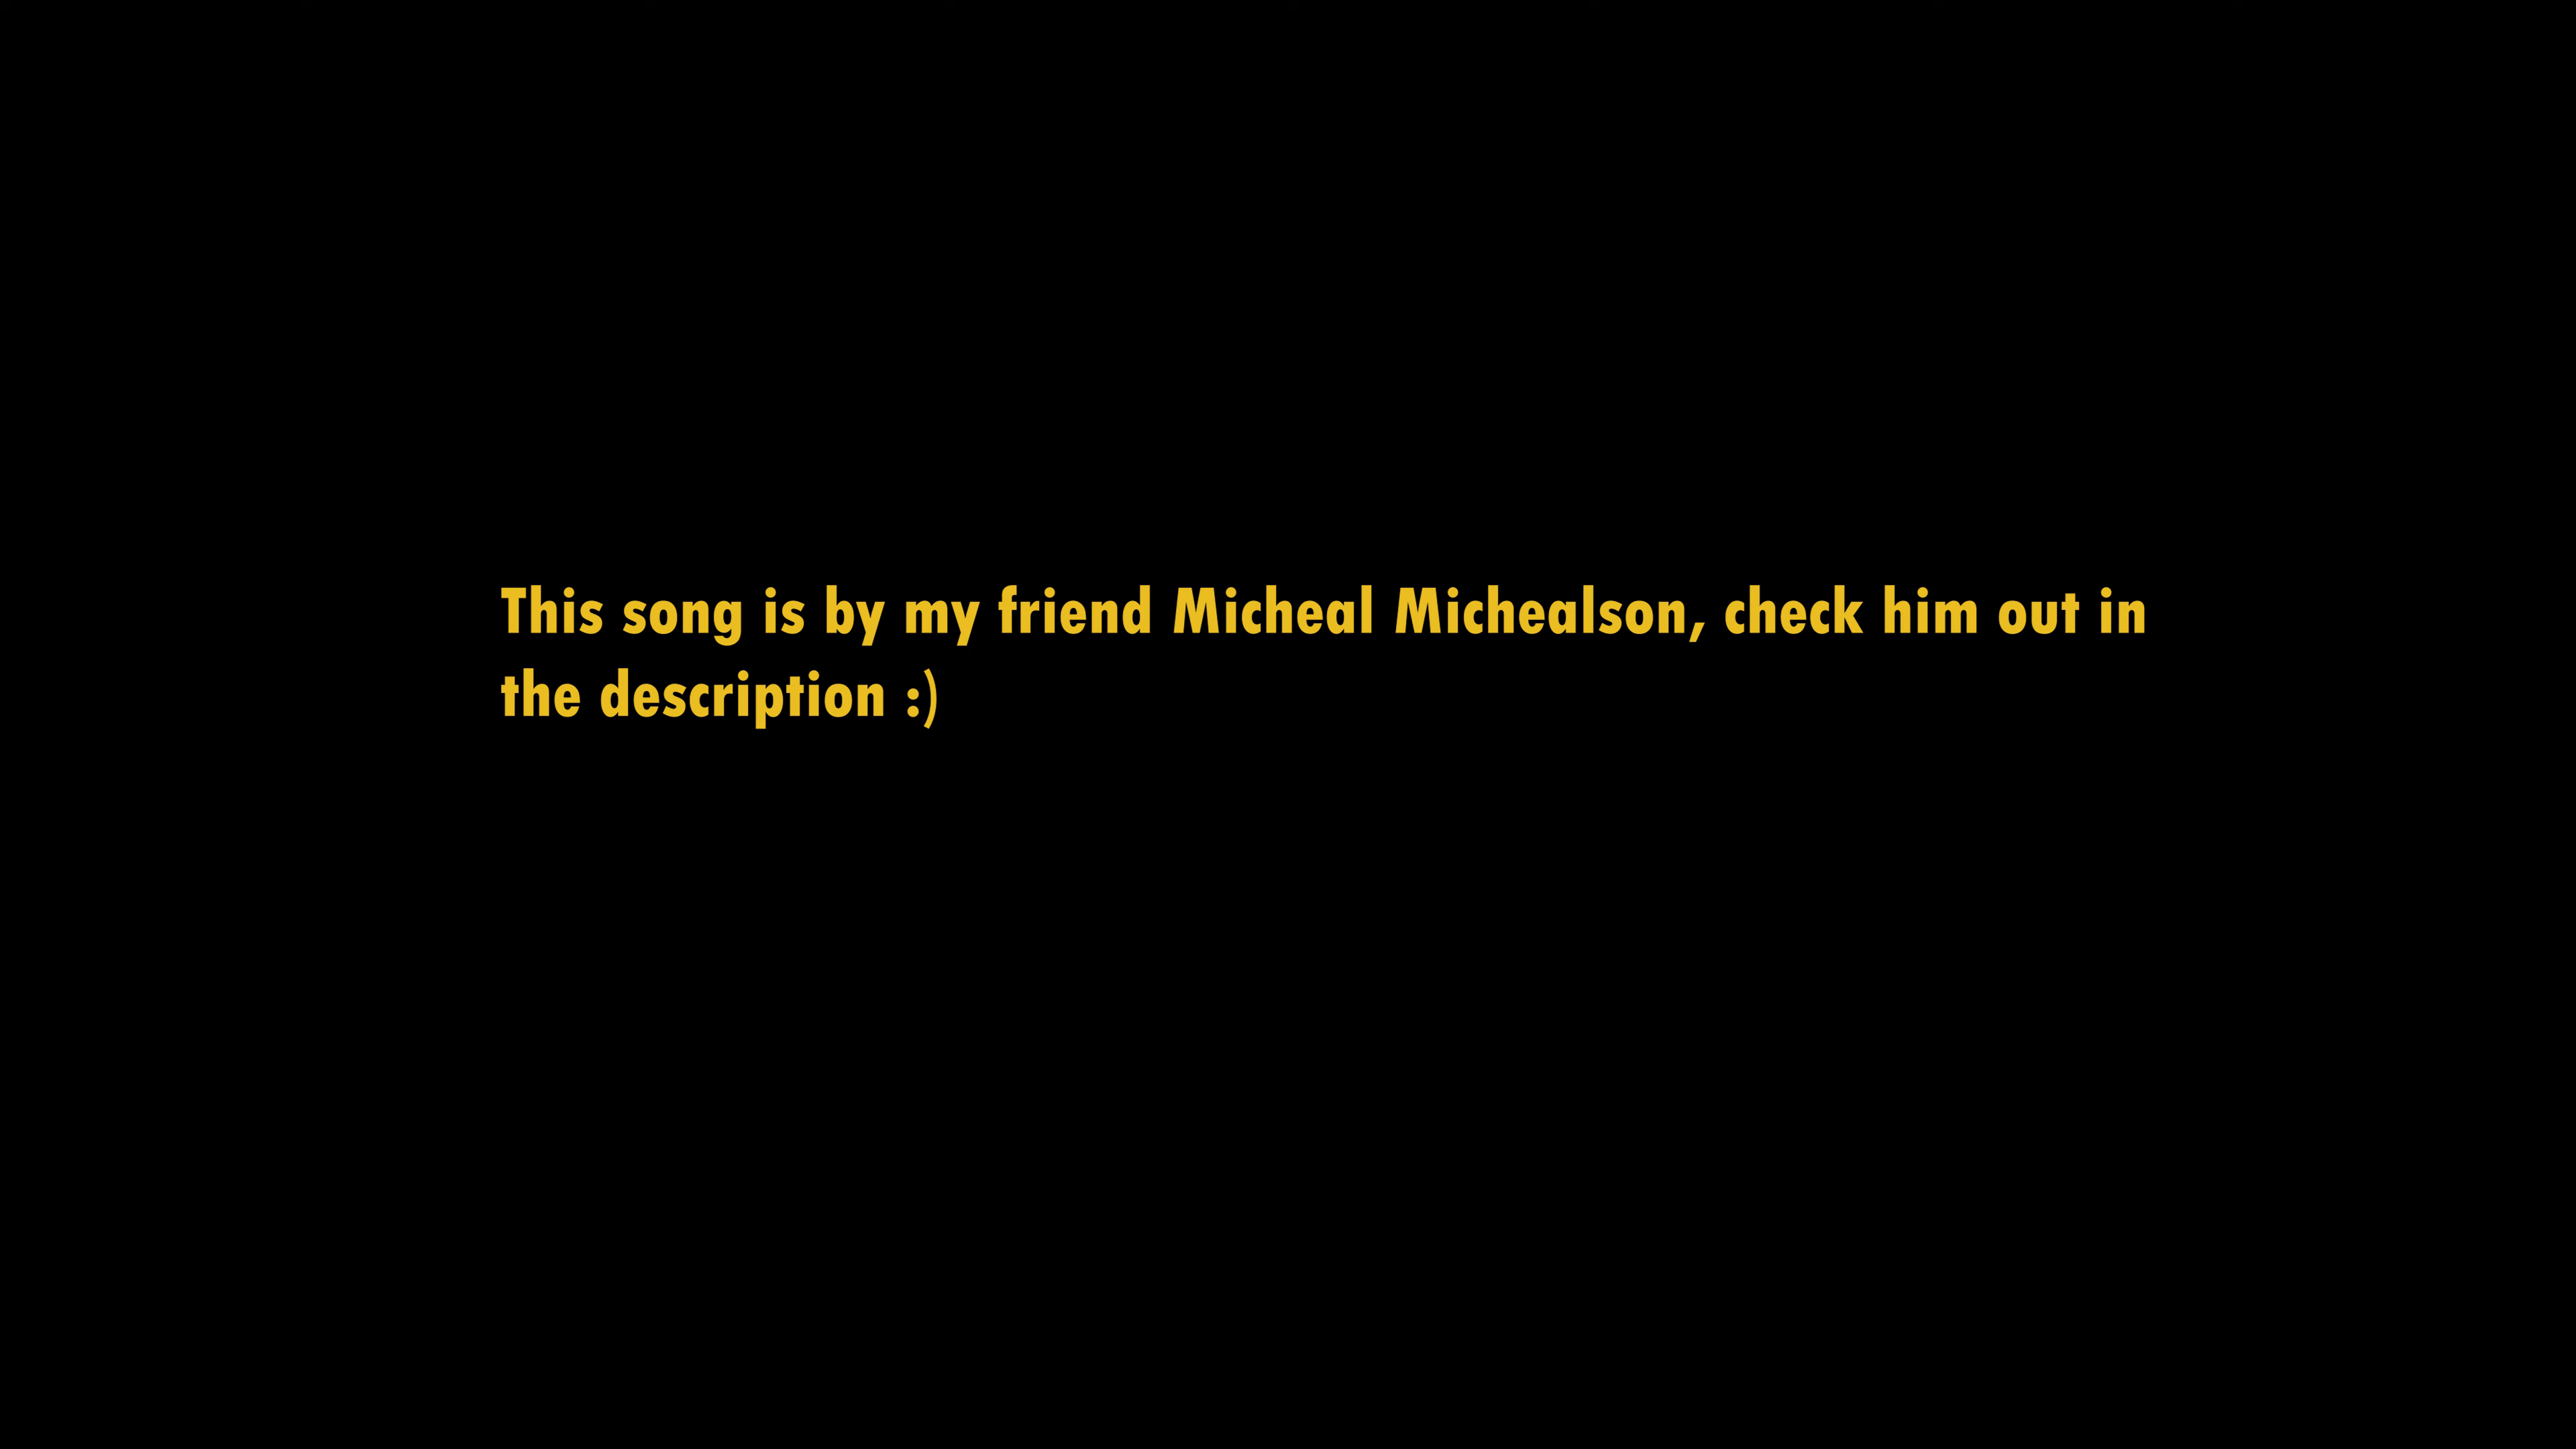 This song is by my friend Micheal Michealson, check him out in
the description :)